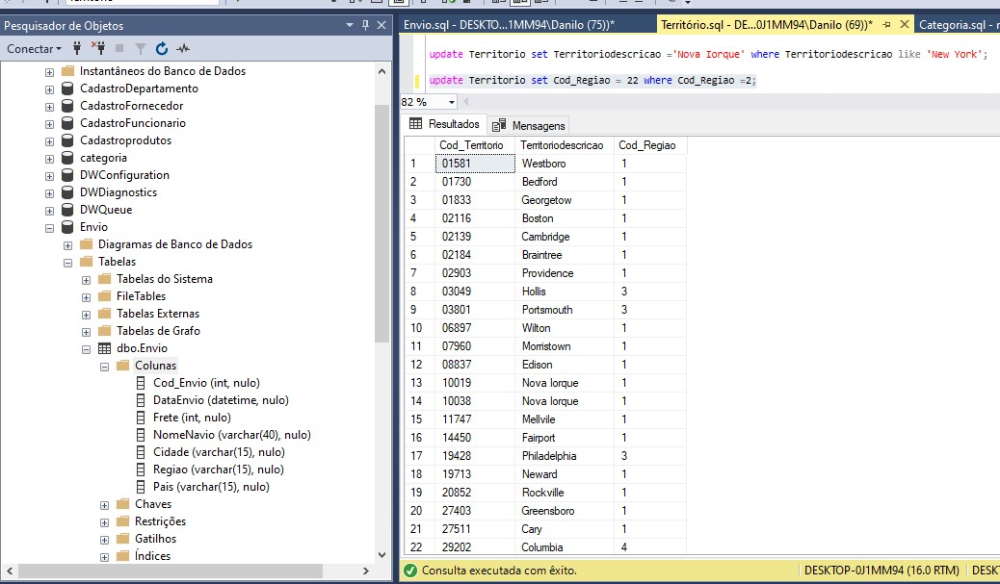 Pesquisador de Objetos
Conectar
Instantâneos do Banco de Dados
CadastroDepartamento
CadastroFornecedor
CadastroFuncionario
Cadastroprodutos
categoria
DWConfiguration
DWDiagnostics
DWQueue
Envio
Diagramas de Banco de Dados
Tabelas
Tabelas do Sistema
FileTables
Tabelas Externas
Tabelas de Grafo
dbo.Envio
Colunas
Cod_Envio (int, nulo)
DataEnvio (datetime, nulo)
Frete (int, nulo)
NomeNavio (varchar(40), nulo)
Cidade (varchar(15), nulo)
Regiao (varchar(15), nulo)
Pais (varchar(15), nulo)
Chaves
Restrições
Gatilhos
Índices
Envio.sql - DESKTO...1MM94\Danilo (75))* Território.sql - DE...0J1MM94\Danilo (69))* Categoria.sql -
update Territorio set Territoriodescricao ='Nova Iorque' where Territoriodescricao like 'New York';
update Territorio set Cod_Regiao = 22 where Cod_Regiao =2;
82 %
Resultados Mensagens
Cod_Territorio Territoriodescricao Cod_Regiao
1 01581 Westboro 1
2 01730 Bedford 1
3 01833 Georgetow 1
4 02116 Boston 1
5 02139 Cambridge 1
6 02184 Braintree 1
7 02903 Providence 1
8 03049 Hollis 3
9 03801 Portsmouth 3
10 06897 Wilton 1
11 07960 Morristown 1
12 08837 Edison 1
13 10019 Nova Iorque 1
14 10038 Nova Iorque 1
15 11747 Mellvile 1
16 14450 Fairport 1
17 19428 Philadelphia 3
18 19713 Neward 1
19 20852 Rockville 1
20 27403 Greensboro 1
21 27511 Cary 1
22 29202 Columbia 4
Consulta executada com êxito. DESKTOP-0J1MM94 (16.0 RTM) DESK